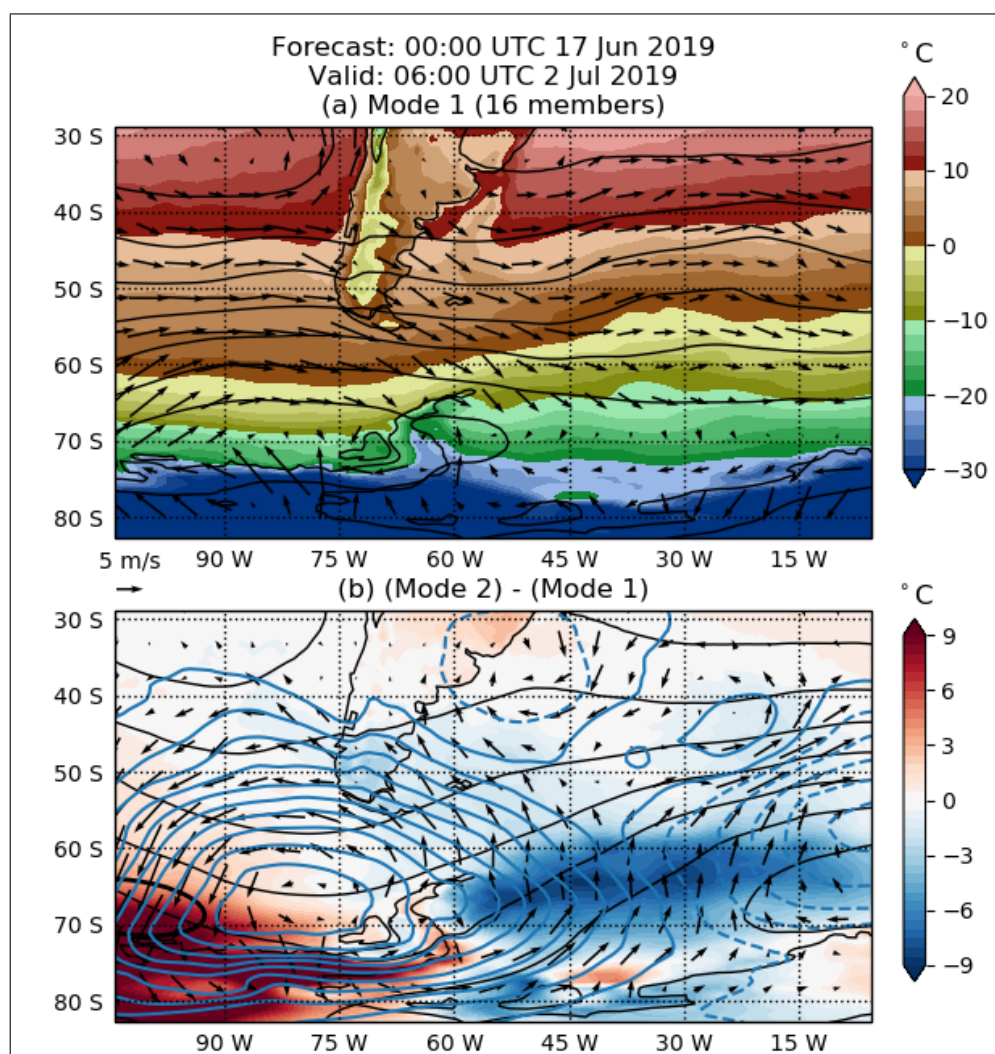 Forecast: 00:00 UTC 17 Jun 2019
Valid: 06:00 UTC 2 Jul 2019
(a) Mode 1 (16 members)
°C
30 S
40 S
50 S
60 S
70 S
80 S
20
10
0
−10
−20
−30
5 m/s
90 W 75 W 60 W 45 W 30 W 15 W
(b) (Mode 2) - (Mode 1)
°C
30 S
40 S
50 S
60 S
70 S
80 S
9
6
3
0
−3
−6
−9
90 W 75 W 60 W 45 W 30 W 15 W